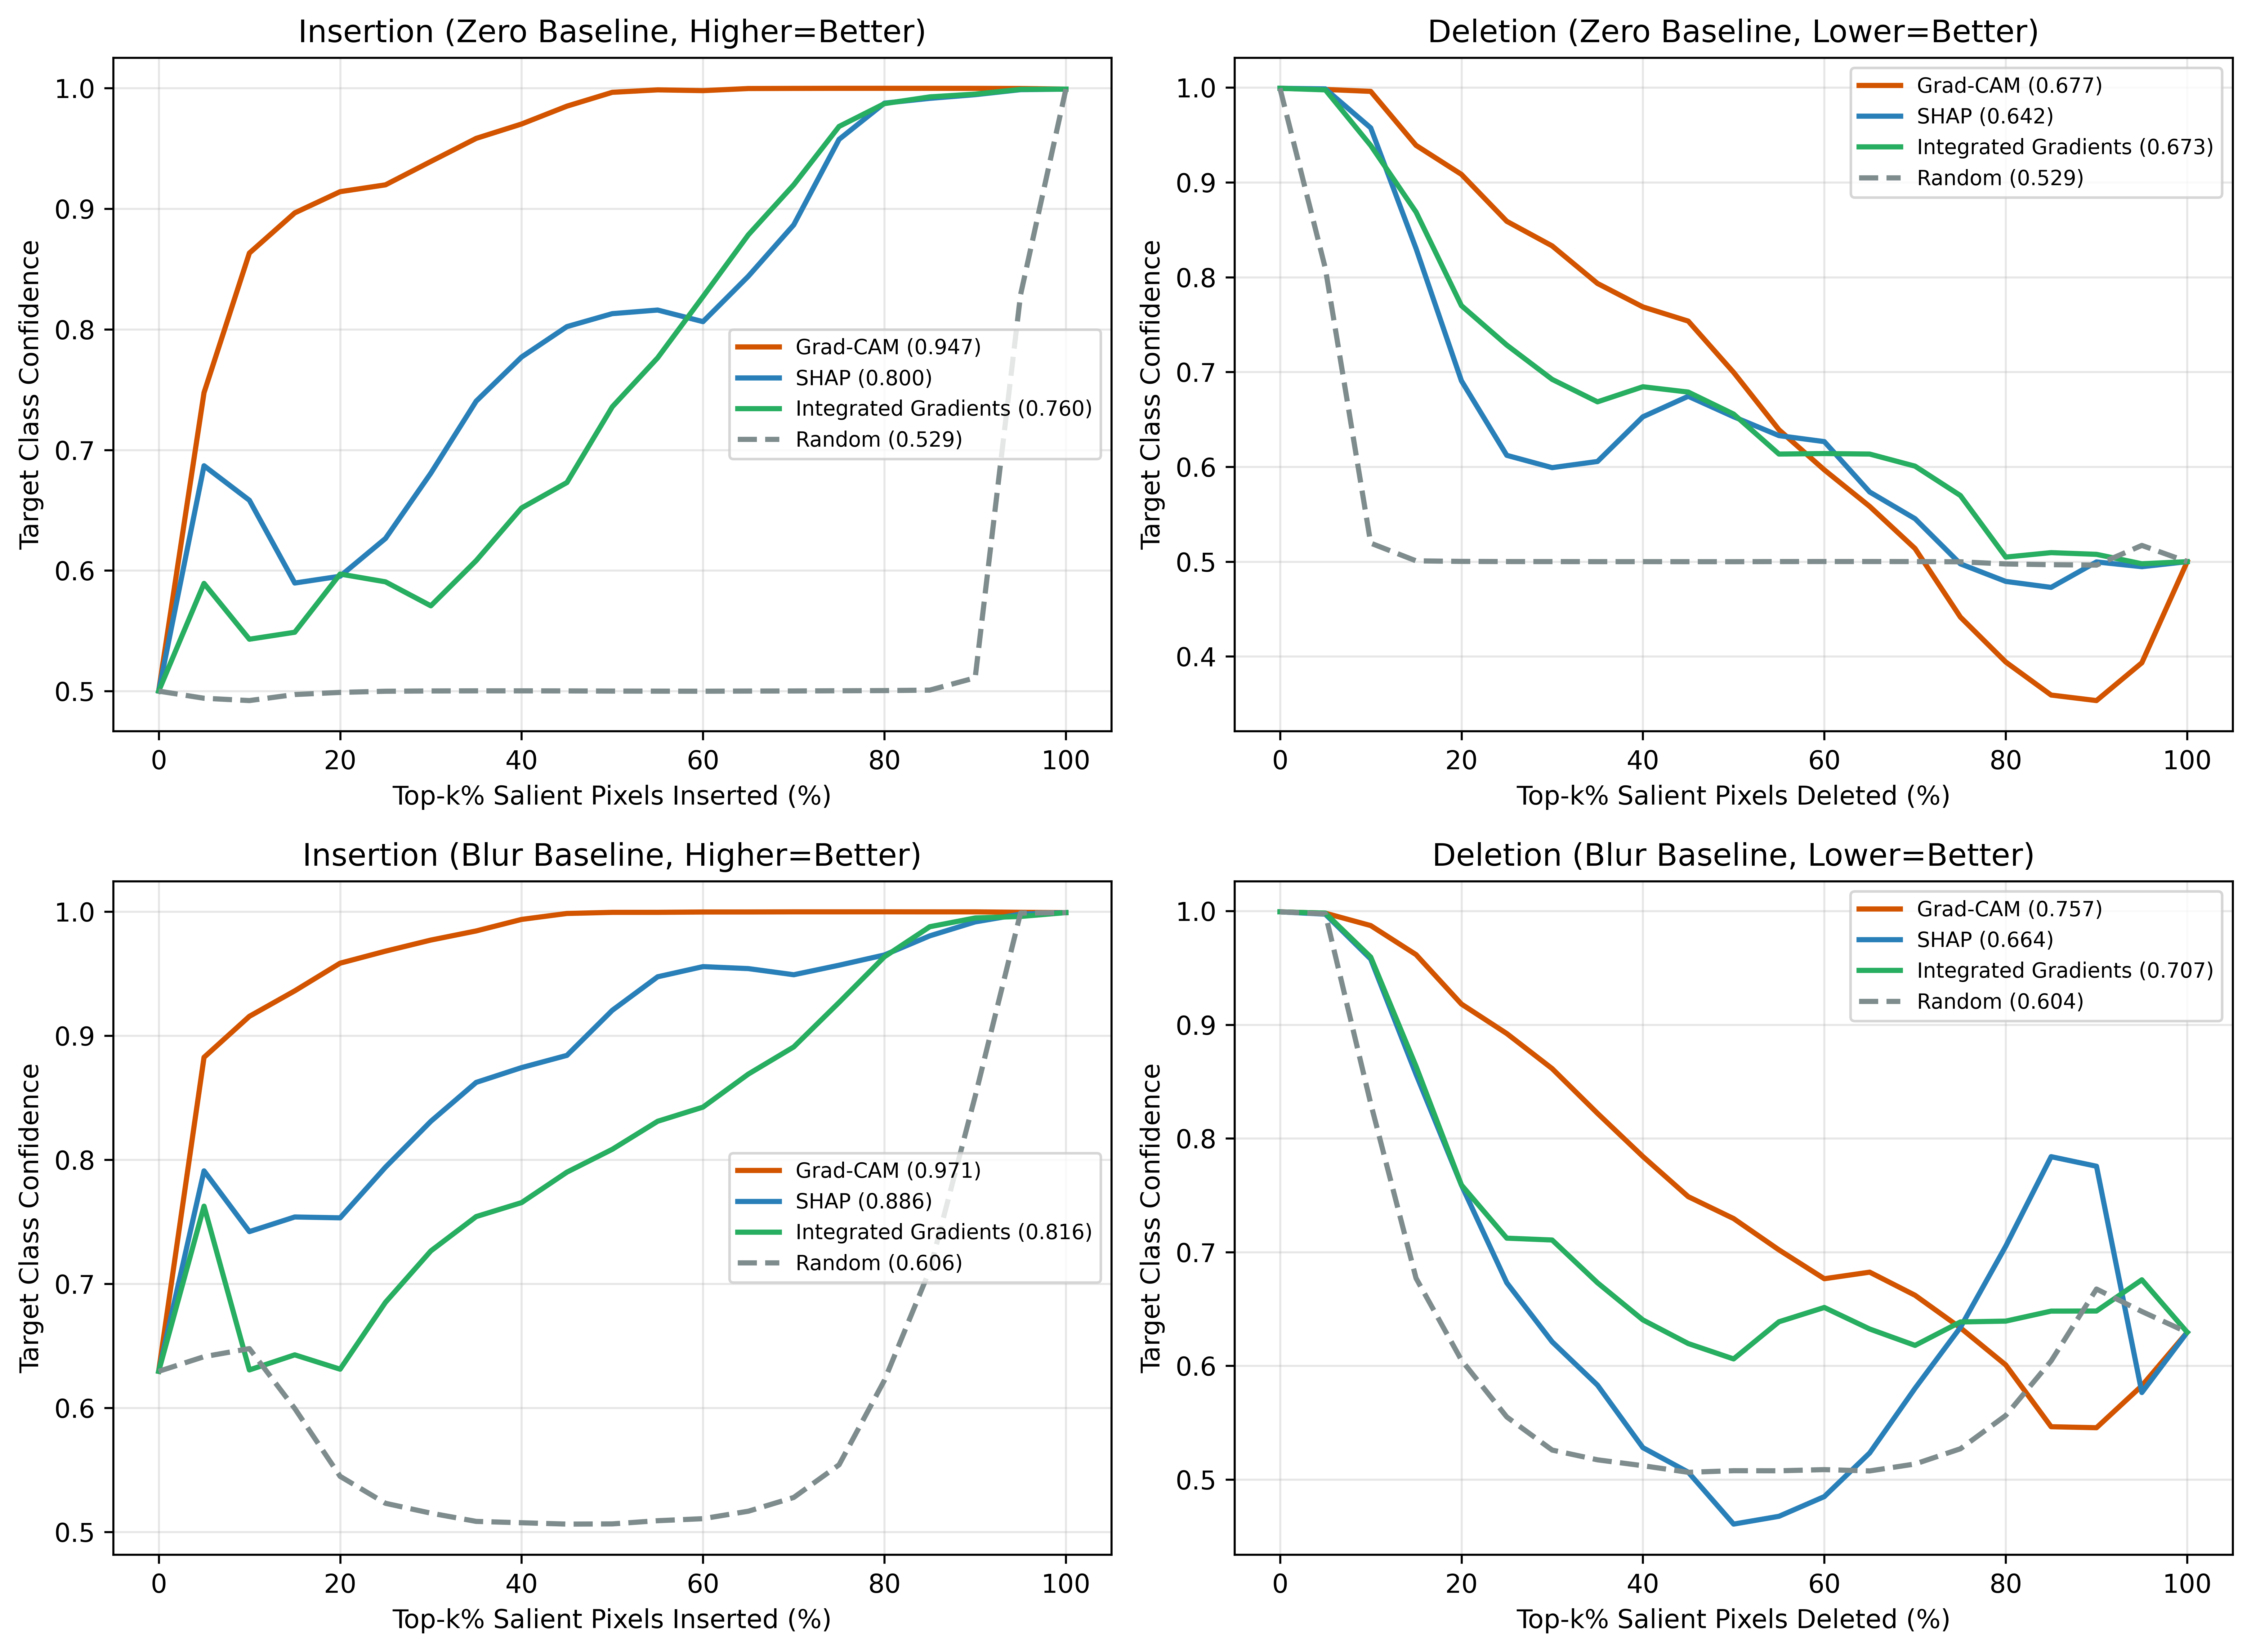 Insertion (Zero Baseline, Higher=Better)
Target Class Confidence
1.0
0.9
0.8
0.7
0.6
0.5
Grad-CAM (0.947)
SHAP (0.800)
Integrated Gradients (0.760)
Random (0.529)
0 20 40 60 80 100
Top-k% Salient Pixels Inserted (%)
Deletion (Zero Baseline, Lower=Better)
Target Class Confidence
1.0
0.9
0.8
0.7
0.6
0.5
0.4
Grad-CAM (0.677)
SHAP (0.642)
Integrated Gradients (0.673)
Random (0.529)
0 20 40 60 80 100
Top-k% Salient Pixels Deleted (%)
Insertion (Blur Baseline, Higher=Better)
Target Class Confidence
1.0
0.9
0.8
0.7
0.6
0.5
Grad-CAM (0.971)
SHAP (0.886)
Integrated Gradients (0.816)
Random (0.606)
0 20 40 60 80 100
Top-k% Salient Pixels Inserted (%)
Deletion (Blur Baseline, Lower=Better)
Target Class Confidence
1.0
0.9
0.8
0.7
0.6
0.5
Grad-CAM (0.757)
SHAP (0.664)
Integrated Gradients (0.707)
Random (0.604)
0 20 40 60 80 100
Top-k% Salient Pixels Deleted (%)